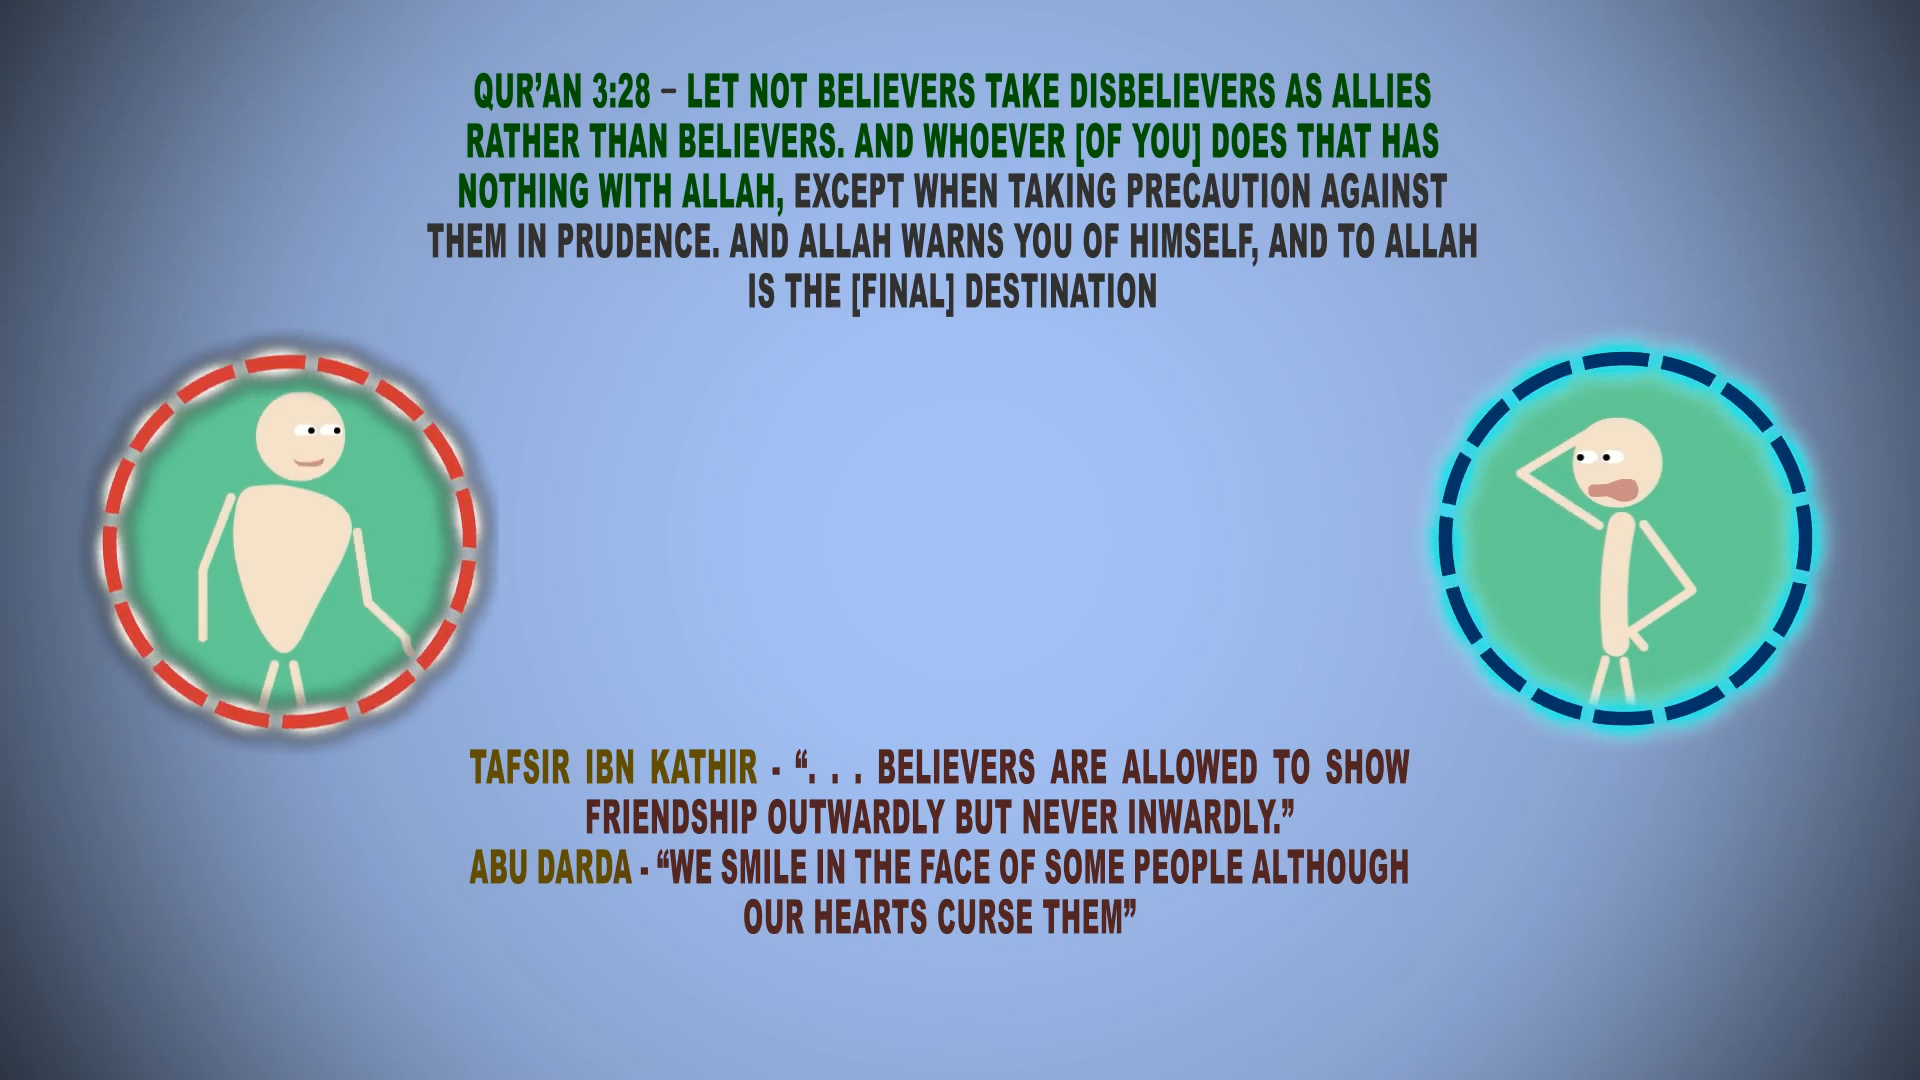 QUR’AN 3:28 – LET NOT BELIEVERS TAKE DISBELIEVERS AS ALLIES
RATHER THAN BELIEVERS. AND WHOEVER [OF YOU] DOES THAT HAS
NOTHING WITH ALLAH, EXCEPT WHEN TAKING PRECAUTION AGAINST
THEM IN PRUDENCE. AND ALLAH WARNS YOU OF HIMSELF, AND TO ALLAH
IS THE [FINAL] DESTINATION
TAFSIR IBN KATHIR - “. . . BELIEVERS ARE ALLOWED TO SHOW
FRIENDSHIP OUTWARDLY BUT NEVER INWARDLY.”
ABU DARDA - “WE SMILE IN THE FACE OF SOME PEOPLE ALTHOUGH
OUR HEARTS CURSE THEM”